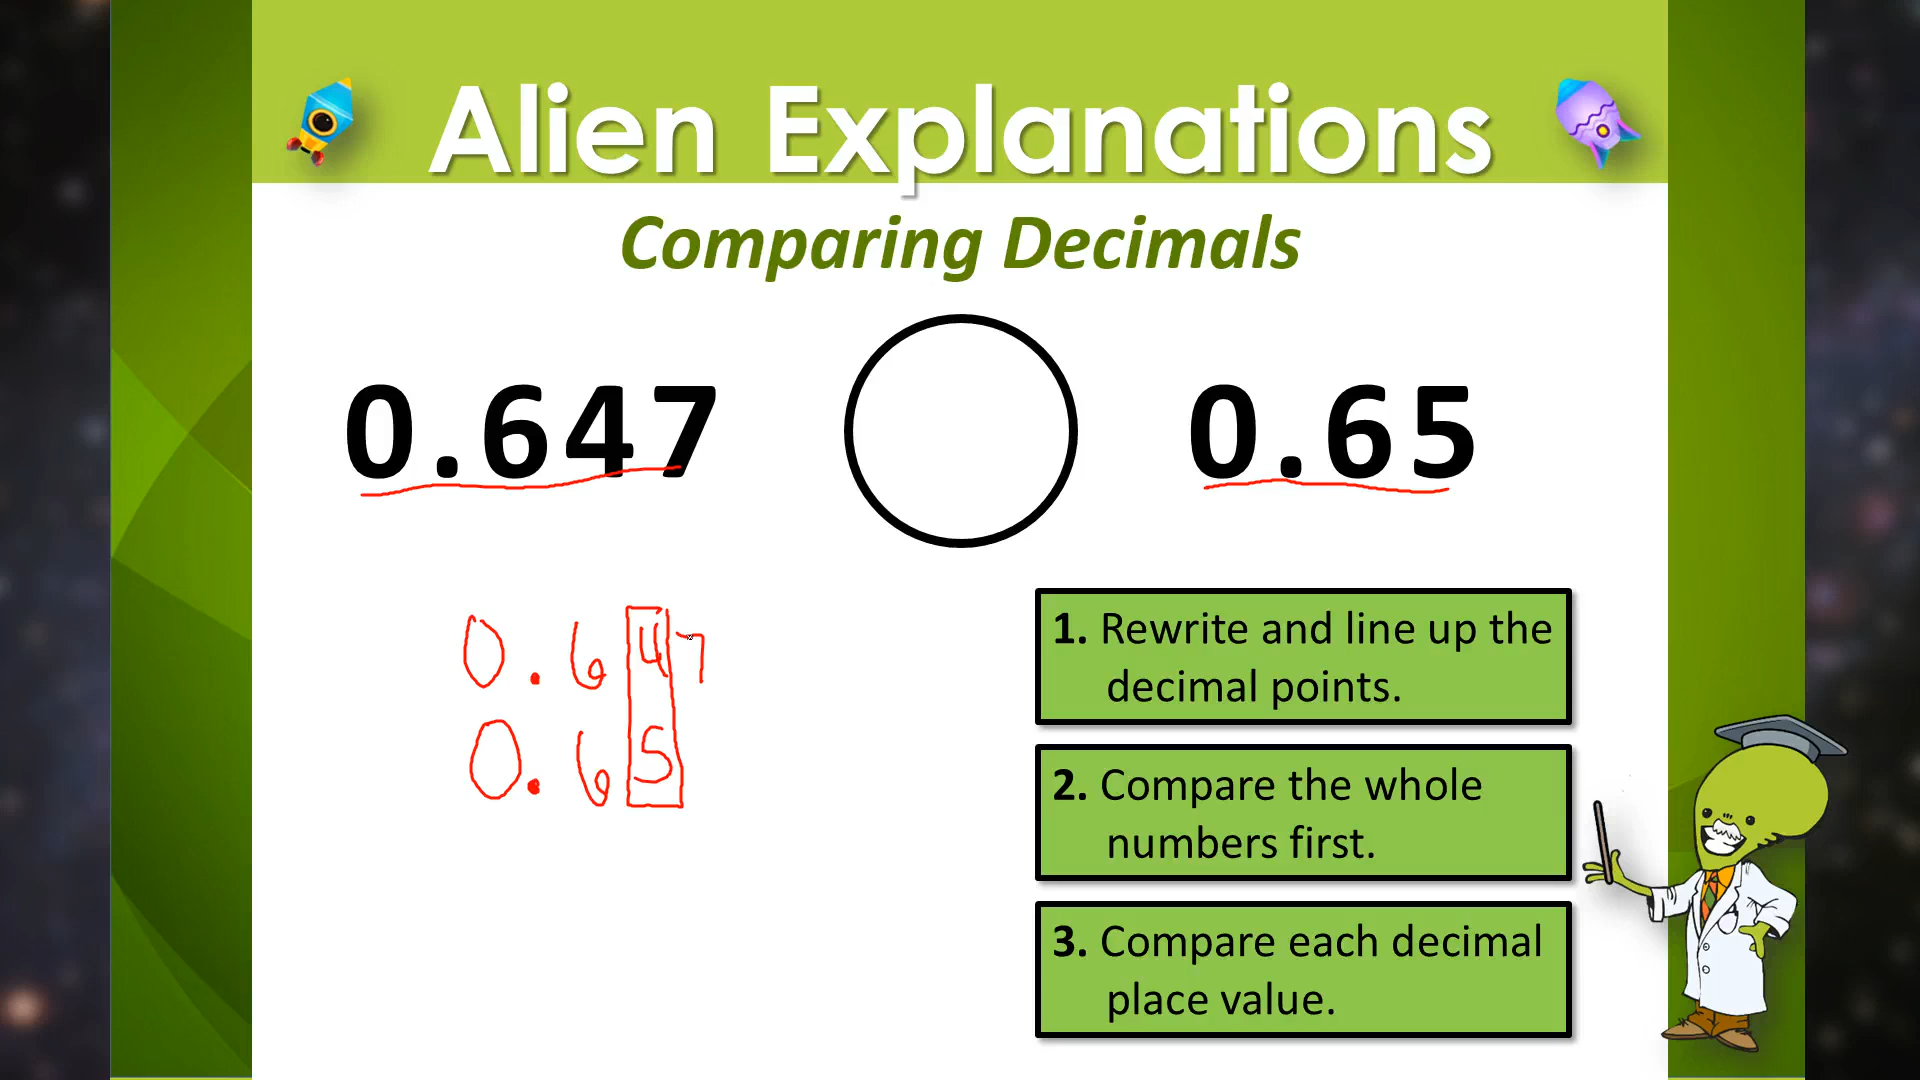 Alien Explanations
Comparing Decimals
0.647 0.65
0.647
0.65
1. Rewrite and line up the
decimal points.
2. Compare the whole
numbers first.
3. Compare each decimal
place value.